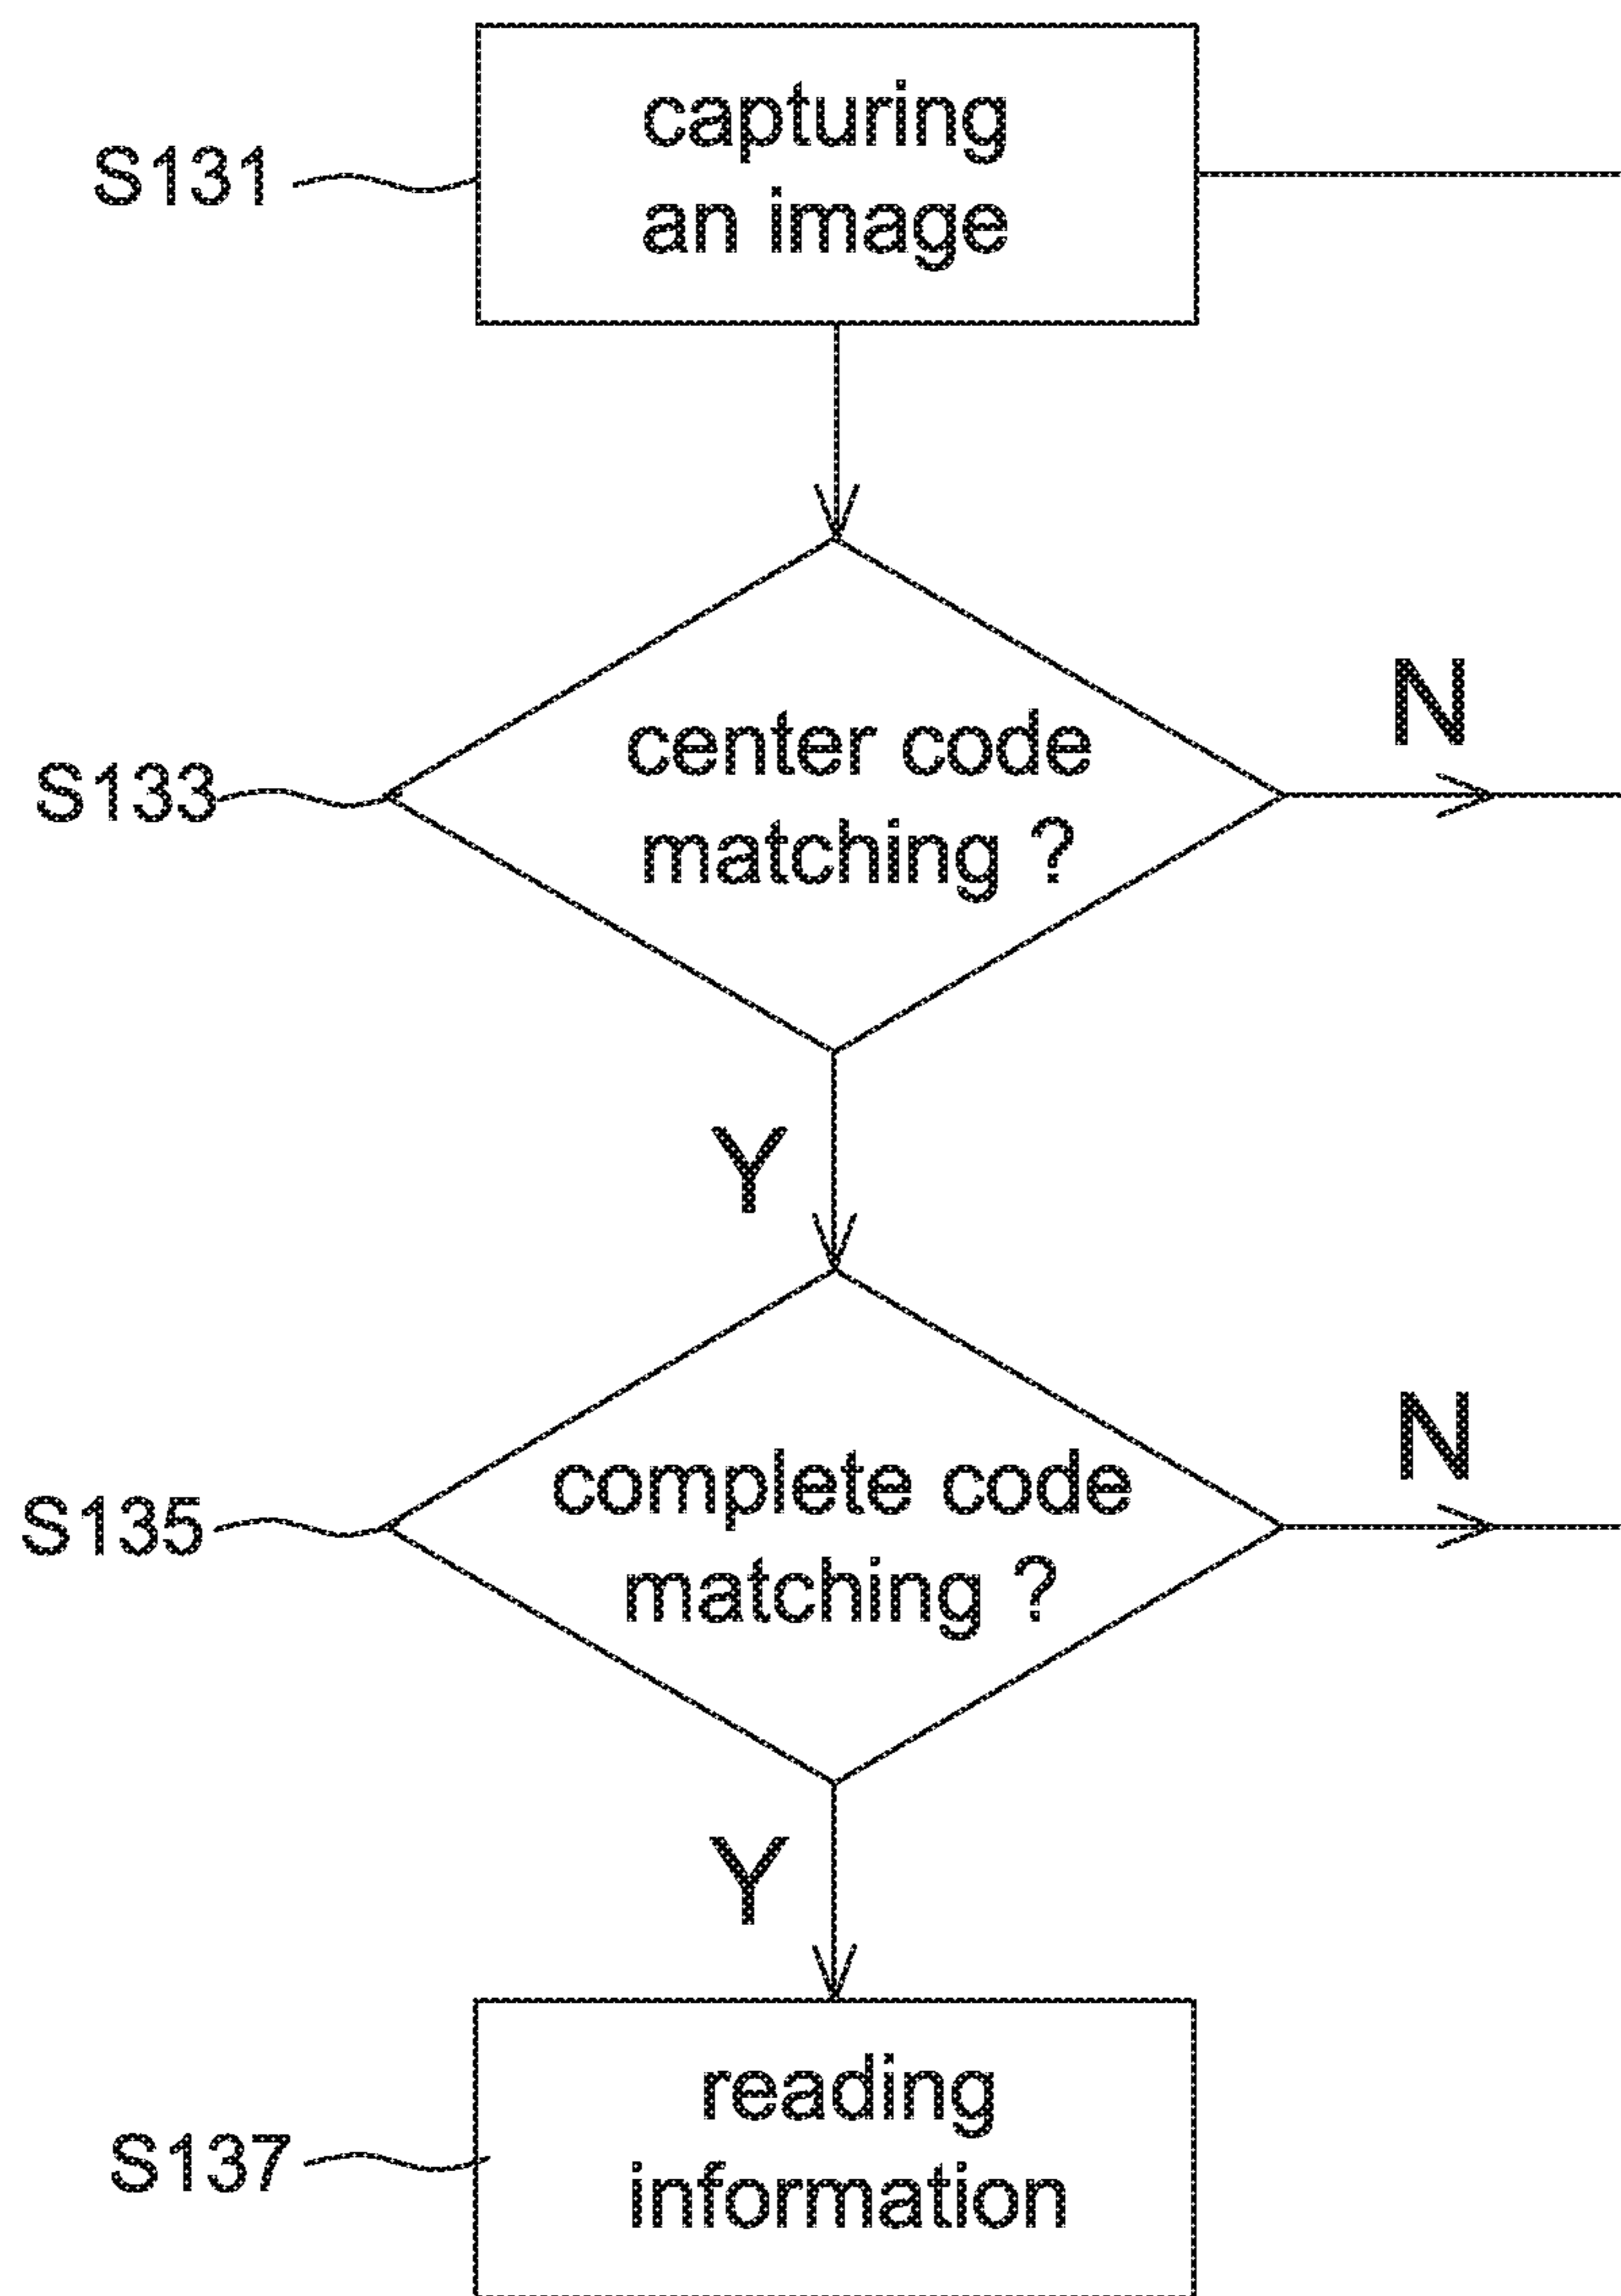 S131
capturing
an image
S133
center code
matching ?
N
Y
S135
complete code
matching ?
N
Y
S137
reading
information